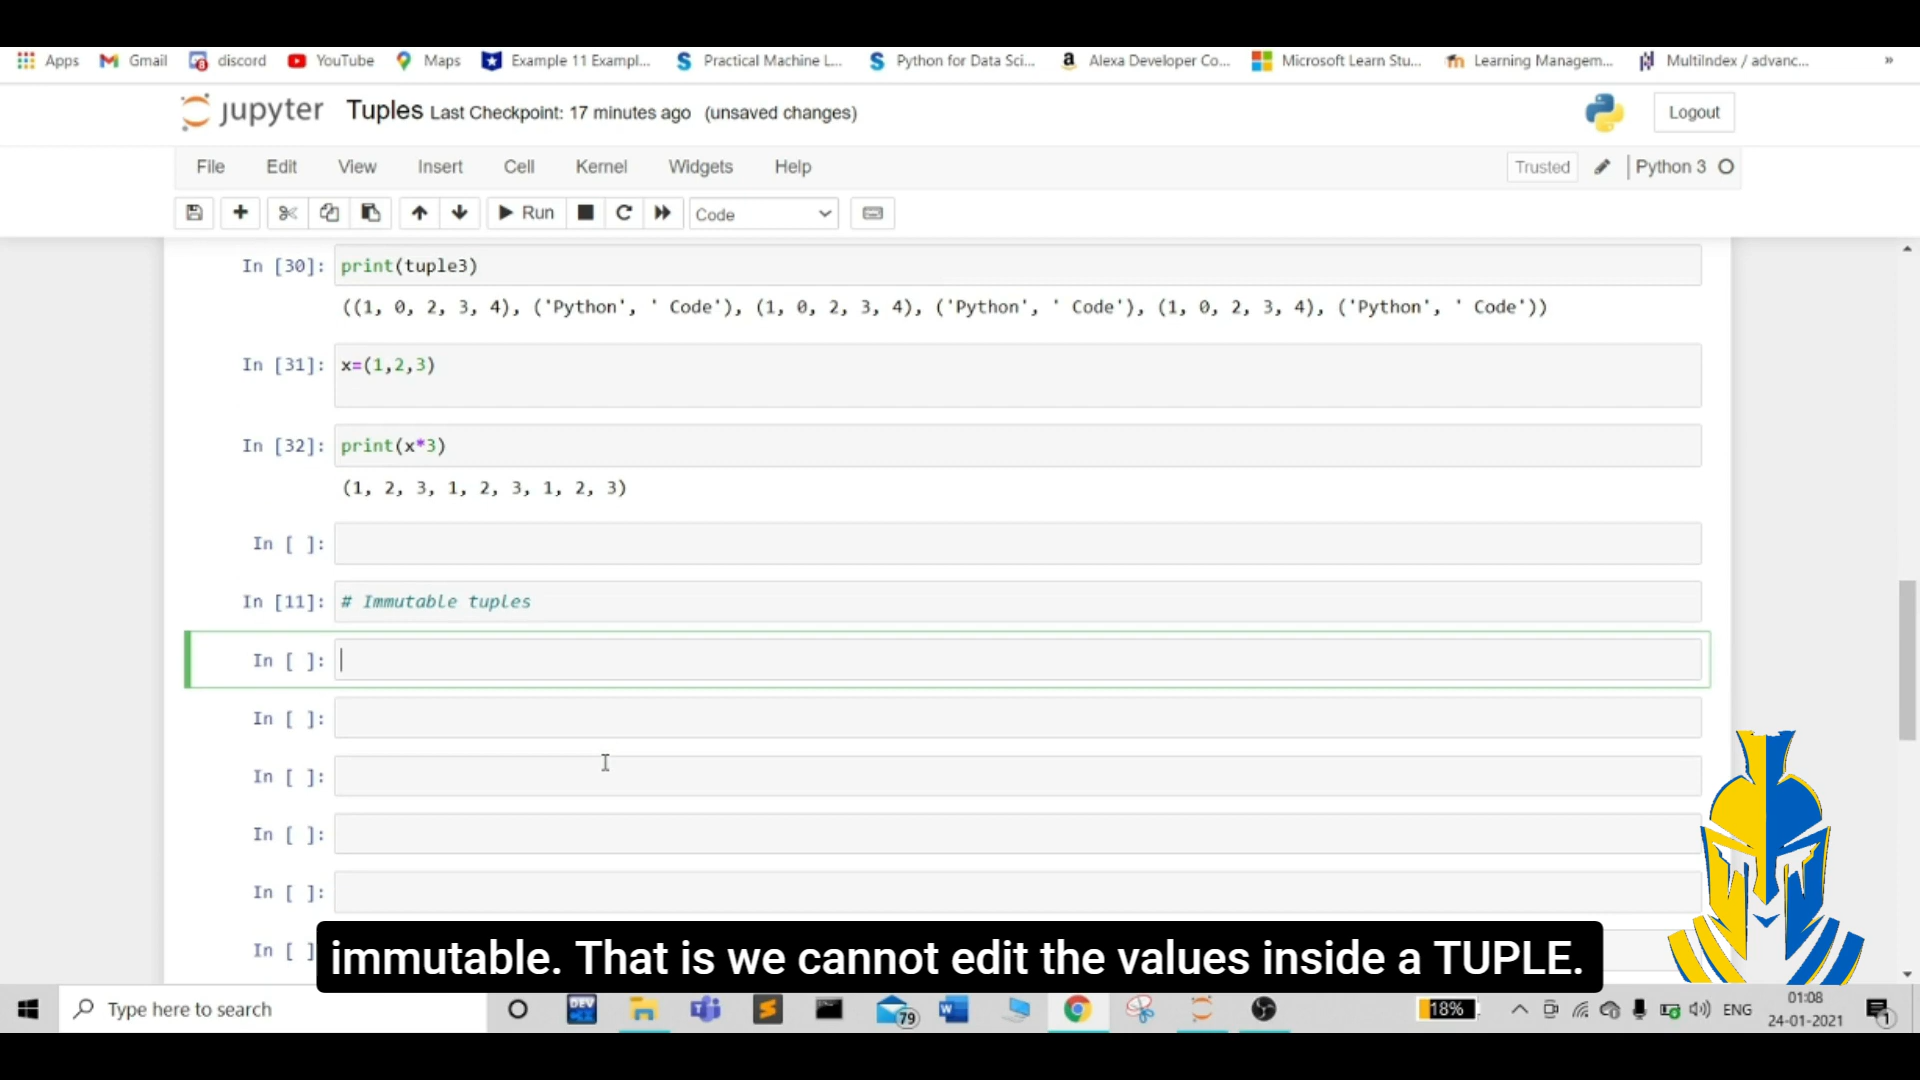 Apps Gmail discord YouTube Maps Example 11 Exampl... Practical Machine L... Python for Data Sci... Alexa Developer Co... Microsoft Learn Stu... Learning Managem... MultiIndex / advanc... »
jupyter Tuples Last Checkpoint: 17 minutes ago (unsaved changes) Logout
File Edit View Insert Cell Kernel Widgets Help Trusted Python 3
Run Code
In [30]: print(tuple3)
((1, 0, 2, 3, 4), ('Python', ' Code'), (1, 0, 2, 3, 4), ('Python', ' Code'), (1, 0, 2, 3, 4), ('Python', ' Code'))
In [31]: x=(1,2,3)
In [32]: print(x*3)
(1, 2, 3, 1, 2, 3, 1, 2, 3)
In [ ]:
In [11]: # Immutable tuples
In [ ]:
In [ ]:
In [ ]:
In [ ]:
In [ ]:
In [ ]
immutable. That is we cannot edit the values inside a TUPLE.
Type here to search DEV 79 W 18% ENG 01:08
24-01-2021 1